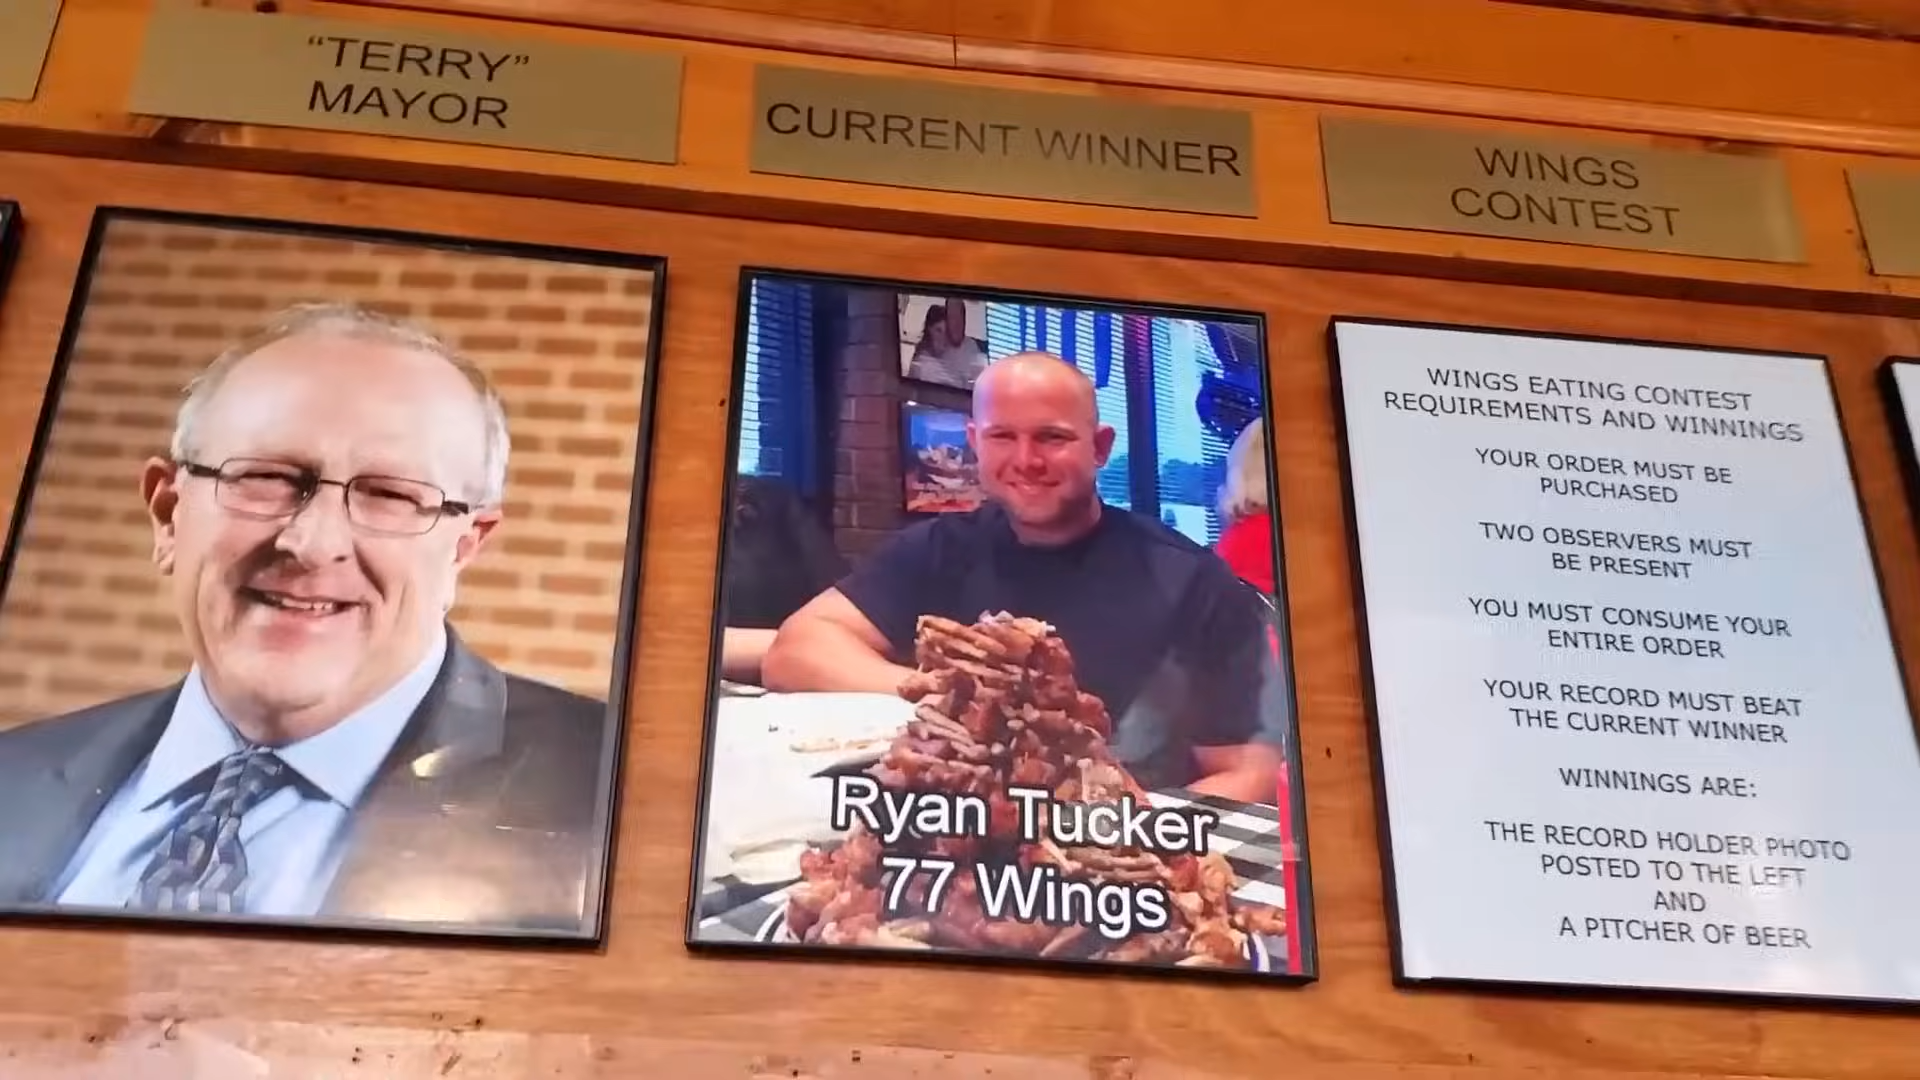 “TERRY”
MAYOR
CURRENT WINNER
WINGS
CONTEST
Ryan Tucker
77 Wings
WINGS EATING CONTEST
REQUIREMENTS AND WINNINGS
YOUR ORDER MUST BE
PURCHASED
TWO OBSERVERS MUST
BE PRESENT
YOU MUST CONSUME YOUR
ENTIRE ORDER
YOUR RECORD MUST BEAT
THE CURRENT WINNER
WINNINGS ARE:
THE RECORD HOLDER PHOTO
POSTED TO THE LEFT
AND
A PITCHER OF BEER